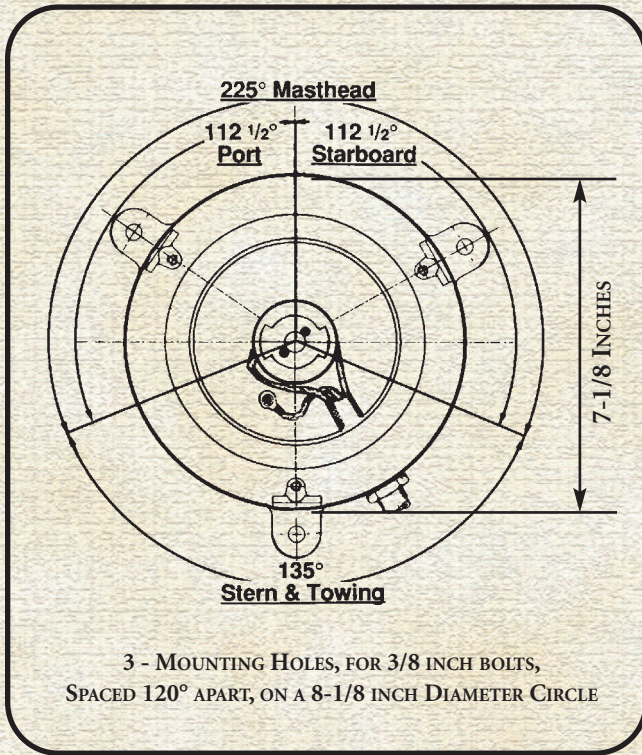 225° Masthead
112 1/2° Port
112 1/2° Starboard
7-1/8 INCHES
135°
Stern & Towing
3 - MOUNTING HOLES, FOR 3/8 INCH BOLTS,
SPACED 120° APART, ON A 8-1/8 INCH DIAMETER CIRCLE